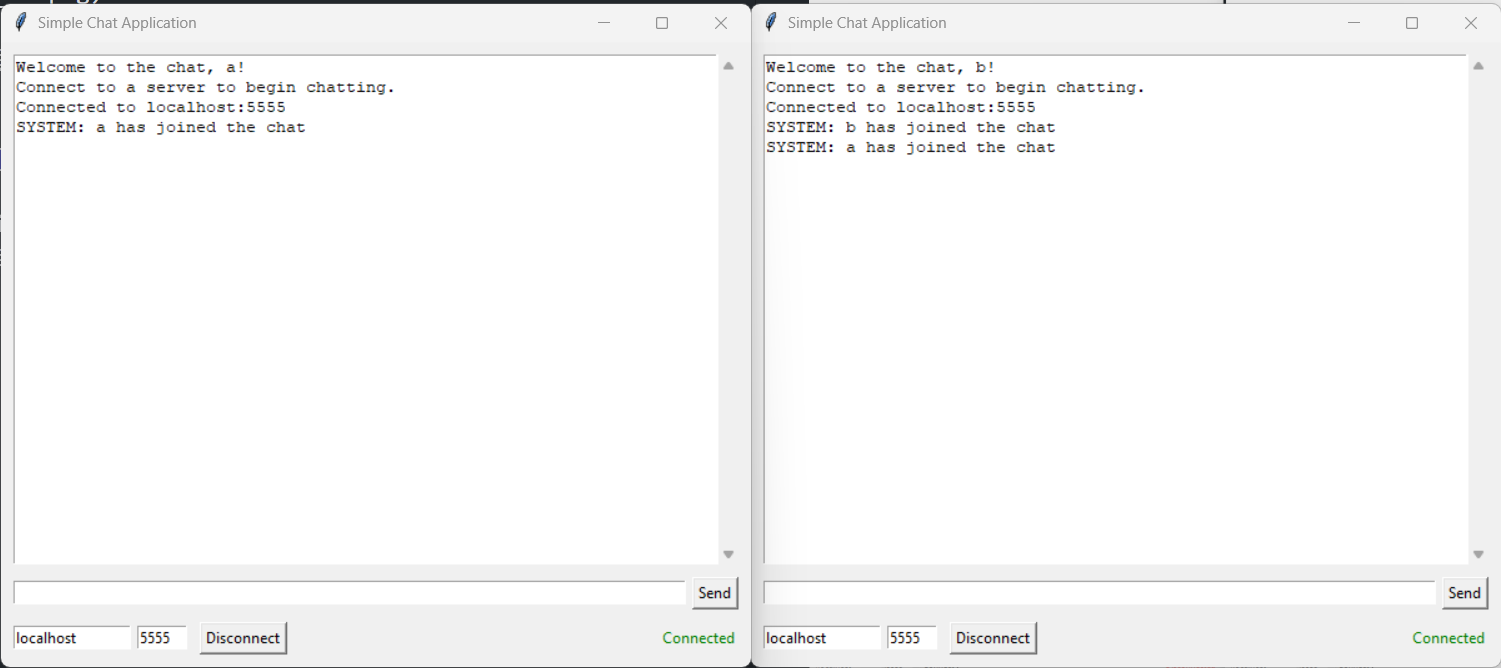 Simple Chat Application
Welcome to the chat, a!
Connect to a server to begin chatting.
Connected to localhost:5555
SYSTEM: a has joined the chat
Send
localhost
5555
Disconnect
Connected
Simple Chat Application
Welcome to the chat, b!
Connect to a server to begin chatting.
Connected to localhost:5555
SYSTEM: b has joined the chat
SYSTEM: a has joined the chat
Send
localhost
5555
Disconnect
Connected